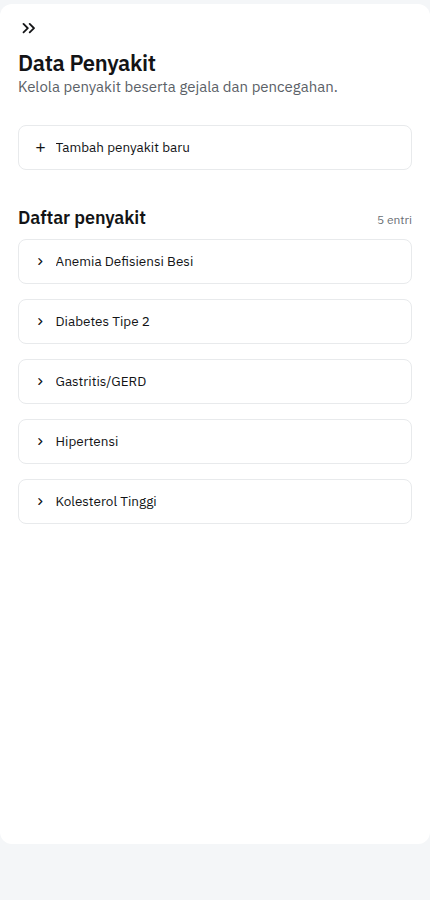 Data Penyakit
Kelola penyakit beserta gejala dan pencegahan.
Tambah penyakit baru
Daftar penyakit
5 entri
Anemia Defisiensi Besi
Diabetes Tipe 2
Gastritis/GERD
Hipertensi
Kolesterol Tinggi